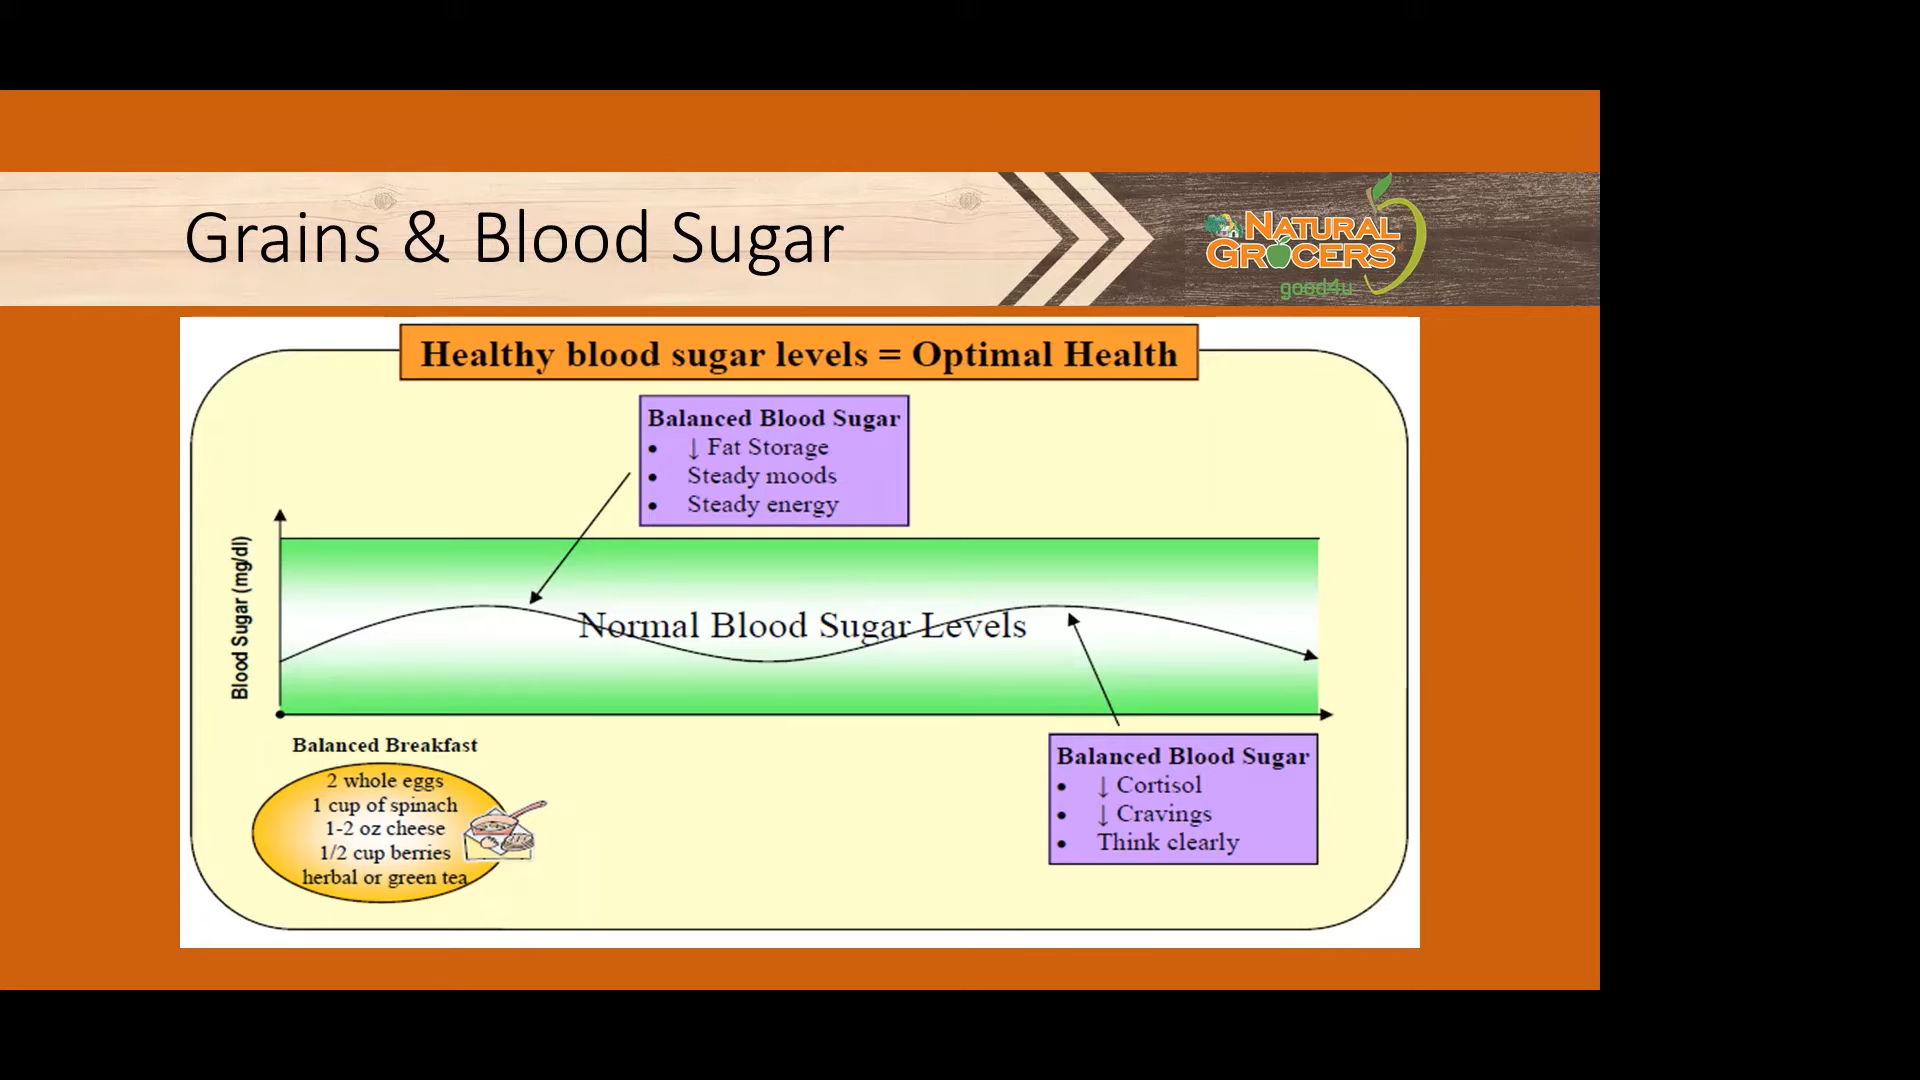 Grains & Blood Sugar
NATURAL
GROCERS
good4u
Healthy blood sugar levels = Optimal Health
Balanced Blood Sugar
• ↓ Fat Storage
• Steady moods
• Steady energy
Blood Sugar (mg/dl)
Normal Blood Sugar Levels
Balanced Breakfast
2 whole eggs
1 cup of spinach
1-2 oz cheese
1/2 cup berries
herbal or green tea
Balanced Blood Sugar
• ↓ Cortisol
• ↓ Cravings
• Think clearly